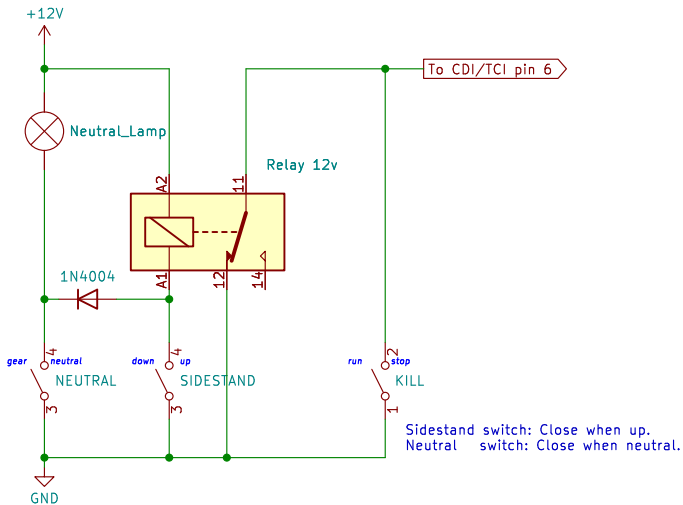 +12V
To CDI/TCI pin 6
Neutral_Lamp
Relay 12v
A2
11
A1
12
14
1N4004
4
4
2
gear
neutral
down
up
run
stop
NEUTRAL
SIDESTAND
KILL
3
3
1
Sidestand switch: Close when up.
Neutral switch: Close when neutral.
GND